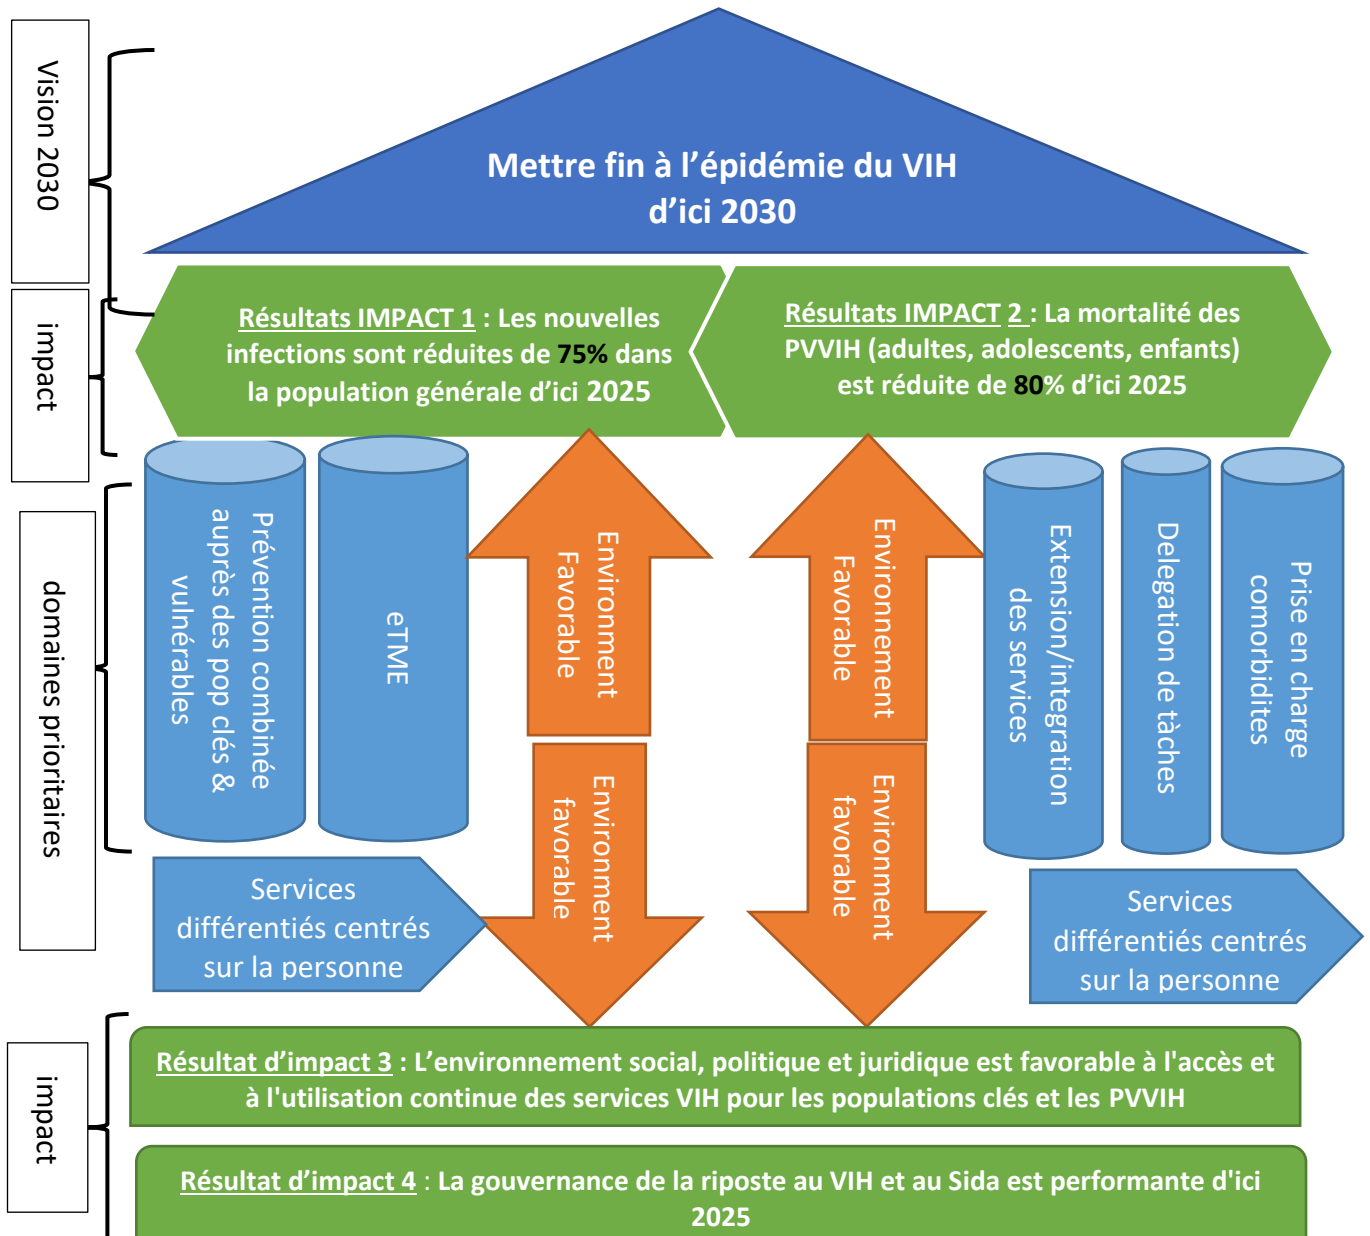 Vision 2030
Mettre fin à l’épidémie du VIH
d’ici 2030
impact
Résultats IMPACT 1 : Les nouvelles
infections sont réduites de 75% dans
la population générale d’ici 2025
Résultats IMPACT 2 : La mortalité des
PVVIH (adultes, adolescents, enfants)
est réduite de 80% d’ici 2025
domaines prioritaires
Prévention combinée
auprès des pop clés &
vulnérables
eTME
Environment
Favorable
Environnement
Favorable
Extension/integration
des services
Delegation de tàches
Prise en charge
comorbidites
Environment
favorable
Environment
favorable
Services
différentiés centrés
sur la personne
Services
différentiés centrés
sur la personne
impact
Résultat d’impact 3 : L’environnement social, politique et juridique est favorable à l'accès et
à l'utilisation continue des services VIH pour les populations clés et les PVVIH
Résultat d’impact 4 : La gouvernance de la riposte au VIH et au Sida est performante d'ici
2025